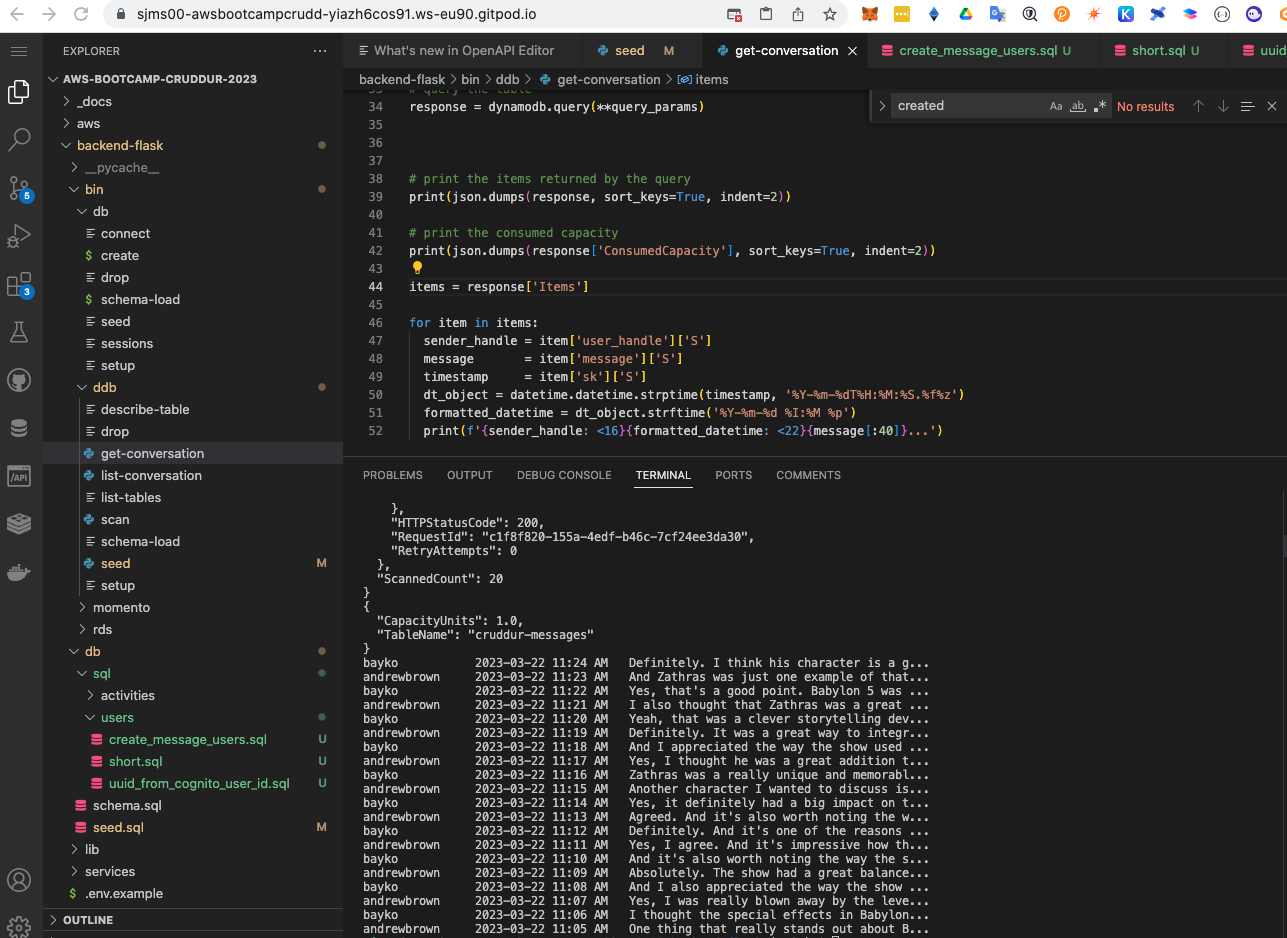 sjms00-awsbootcampcrudd-yiazh6cos91.ws-eu90.gitpod.io
EXPLORER
AWS-BOOTCAMP-CRUDDUR-2023
_docs
aws
backend-flask
__pycache__
bin
db
connect
$ create
drop
$ schema-load
seed
sessions
setup
ddb
describe-table
drop
get-conversation
list-conversation
list-tables
scan
schema-load
seed M
setup
momento
rds
db
sql
activities
users
create_message_users.sql U
short.sql U
uuid_from_cognito_user_id.sql U
schema.sql
seed.sql M
lib
services
$ .env.example
OUTLINE
5
3
/API
What's new in OpenAPI Editor
seed M
get-conversation
create_message_users.sql U
short.sql U
uuid
backend-flask > bin > ddb > get-conversation > items
created
Aa ab .*
No results
33 # query the table
34 response = dynamodb.query(**query_params)
35
36
37
38 # print the items returned by the query
39 print(json.dumps(response, sort_keys=True, indent=2))
40
41 # print the consumed capacity
42 print(json.dumps(response['ConsumedCapacity'], sort_keys=True, indent=2))
43
44 items = response['Items']
45
46 for item in items:
47 sender_handle = item['user_handle']['S']
48 message = item['message']['S']
49 timestamp = item['sk']['S']
50 dt_object = datetime.datetime.strptime(timestamp, '%Y-%m-%dT%H:%M:%S.%f%z')
51 formatted_datetime = dt_object.strftime('%Y-%m-%d %I:%M %p')
52 print(f'{sender_handle: <16}{formatted_datetime: <22}{message[:40]}...')
PROBLEMS OUTPUT DEBUG CONSOLE TERMINAL PORTS COMMENTS
},
"HTTPStatusCode": 200,
"RequestId": "c1f8f820-155a-4edf-b46c-7cf24ee3da30",
"RetryAttempts": 0
},
"ScannedCount": 20
}
{
"CapacityUnits": 1.0,
"TableName": "cruddur-messages"
}
bayko 2023-03-22 11:24 AM Definitely. I think his character is a g...
andrewbrown 2023-03-22 11:23 AM And Zathras was just one example of that...
bayko 2023-03-22 11:22 AM Yes, that's a good point. Babylon 5 was ...
andrewbrown 2023-03-22 11:21 AM I also thought that Zathras was a great ...
bayko 2023-03-22 11:20 AM Yeah, that was a clever storytelling dev...
andrewbrown 2023-03-22 11:19 AM Definitely. It was a great way to integr...
bayko 2023-03-22 11:18 AM And I appreciated the way the show used ...
andrewbrown 2023-03-22 11:17 AM Yes, I thought he was a great addition t...
bayko 2023-03-22 11:16 AM Zathras was a really unique and memorabl...
andrewbrown 2023-03-22 11:15 AM Another character I wanted to discuss is...
bayko 2023-03-22 11:14 AM Yes, it definitely had a big impact on t...
andrewbrown 2023-03-22 11:13 AM Agreed. And it's also worth noting the w...
bayko 2023-03-22 11:12 AM Definitely. And it's one of the reasons ...
andrewbrown 2023-03-22 11:11 AM Yes, I agree. And it's impressive how th...
bayko 2023-03-22 11:10 AM And it's also worth noting the way the s...
andrewbrown 2023-03-22 11:09 AM Absolutely. The show had a great balance...
bayko 2023-03-22 11:08 AM And I also appreciated the way the show ...
andrewbrown 2023-03-22 11:07 AM Yes, I was really blown away by the leve...
bayko 2023-03-22 11:06 AM I thought the special effects in Babylon...
andrewbrown 2023-03-22 11:05 AM One thing that really stands out about B...